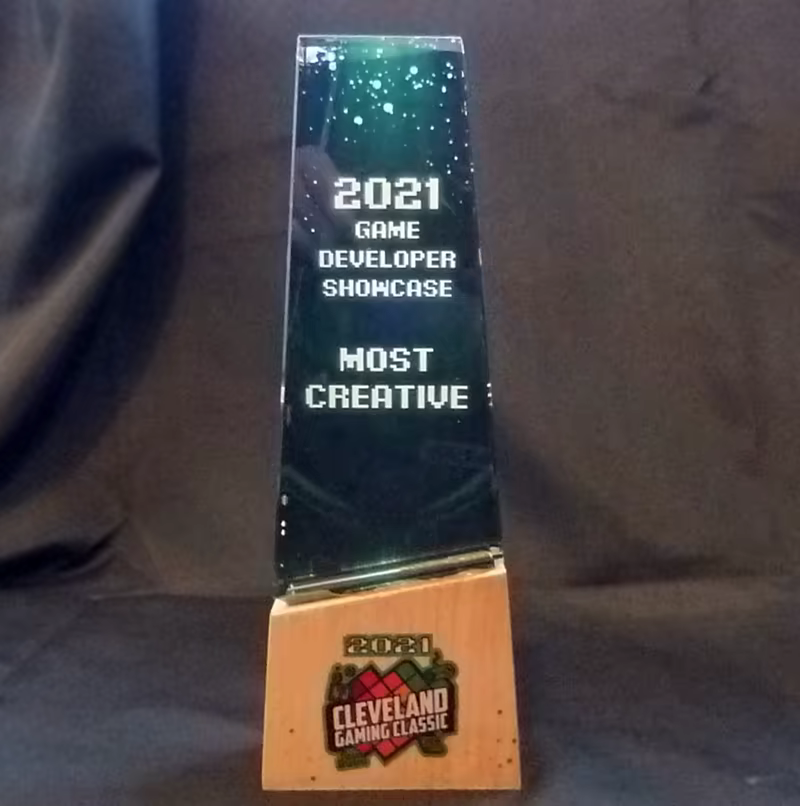 2021
GAME
DEVELOPER
SHOWCASE
MOST
CREATIVE
2021
CLEVELAND
GAMING CLASSIC